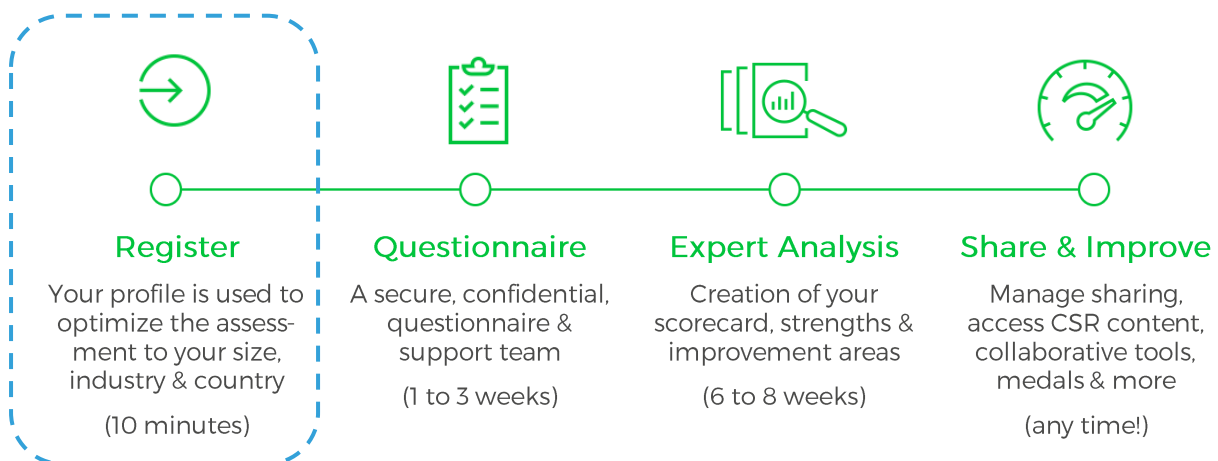 Register
Your profile is used to
optimize the assess-
ment to your size,
industry & country
(10 minutes)
Questionnaire
A secure, confidential,
questionnaire &
support team
(1 to 3 weeks)
Expert Analysis
Creation of your
scorecard, strengths &
improvement areas
(6 to 8 weeks)
Share & Improve
Manage sharing,
access CSR content,
collaborative tools,
medals & more
(any time!)